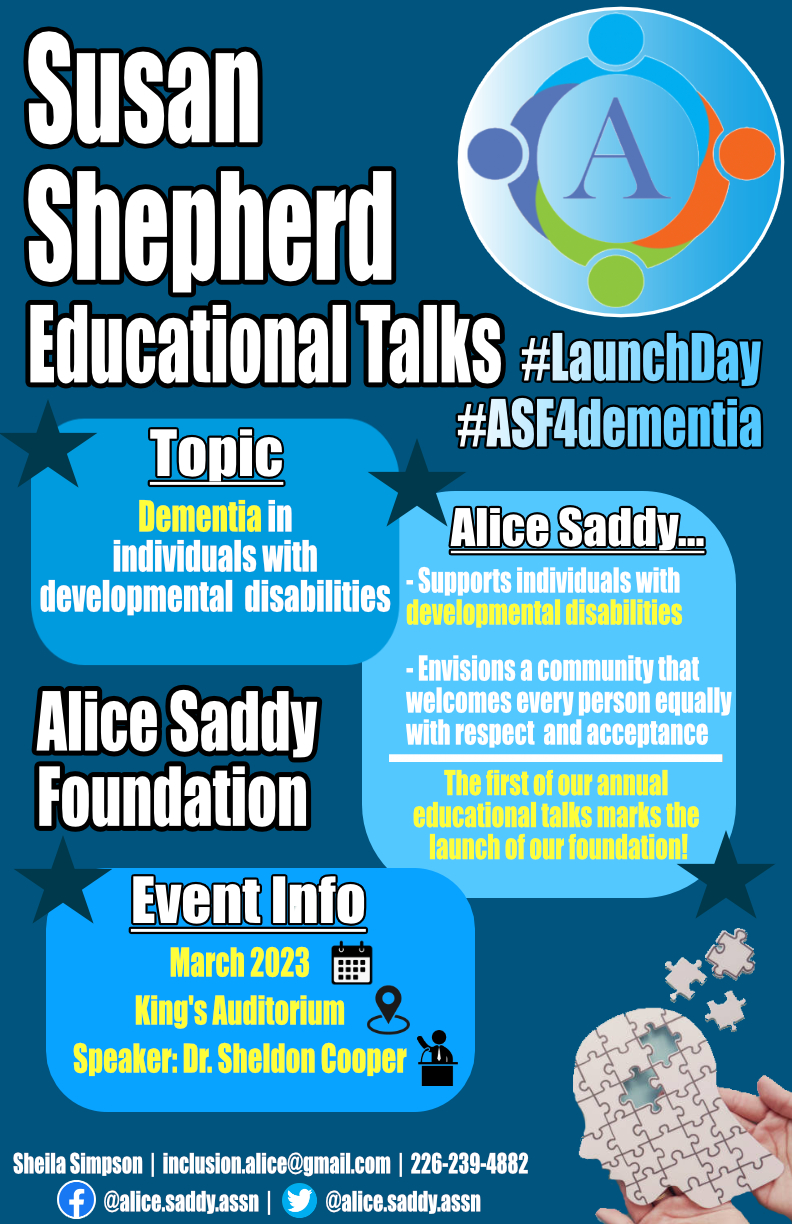 Susan
Shepherd
Educational Talks
A
#LaunchDay
#ASF4dementia
Topic
Dementia in
individuals with
developmental disabilities
Alice Saddy...
- Supports individuals with
developmental disabilities
- Envisions a community that
welcomes every person equally
with respect and acceptance
The first of our annual
educational talks marks the
launch of our foundation!
Alice Saddy
Foundation
Event Info
March 2023
King's Auditorium
Speaker: Dr. Sheldon Cooper
Sheila Simpson | inclusion.alice@gmail.com | 226-239-4882
@alice.saddy.assn | @alice.saddy.assn